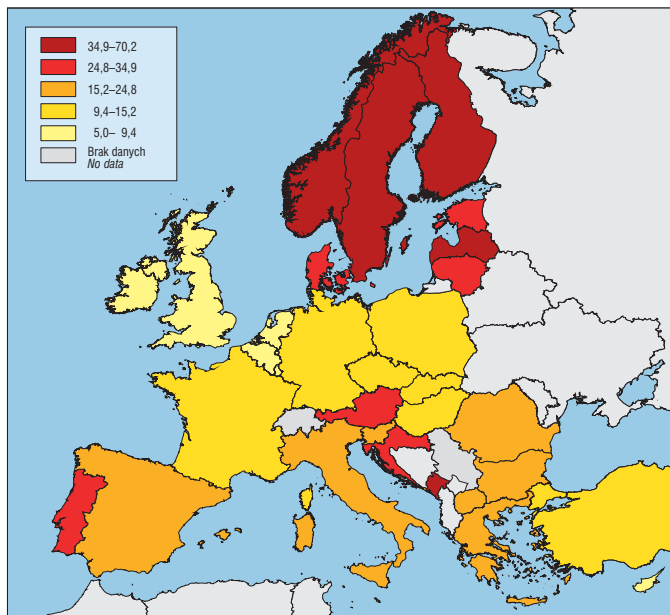 34,9–70,2
24,8–34,9
15,2–24,8
9,4–15,2
5,0– 9,4
Brak danych
No data